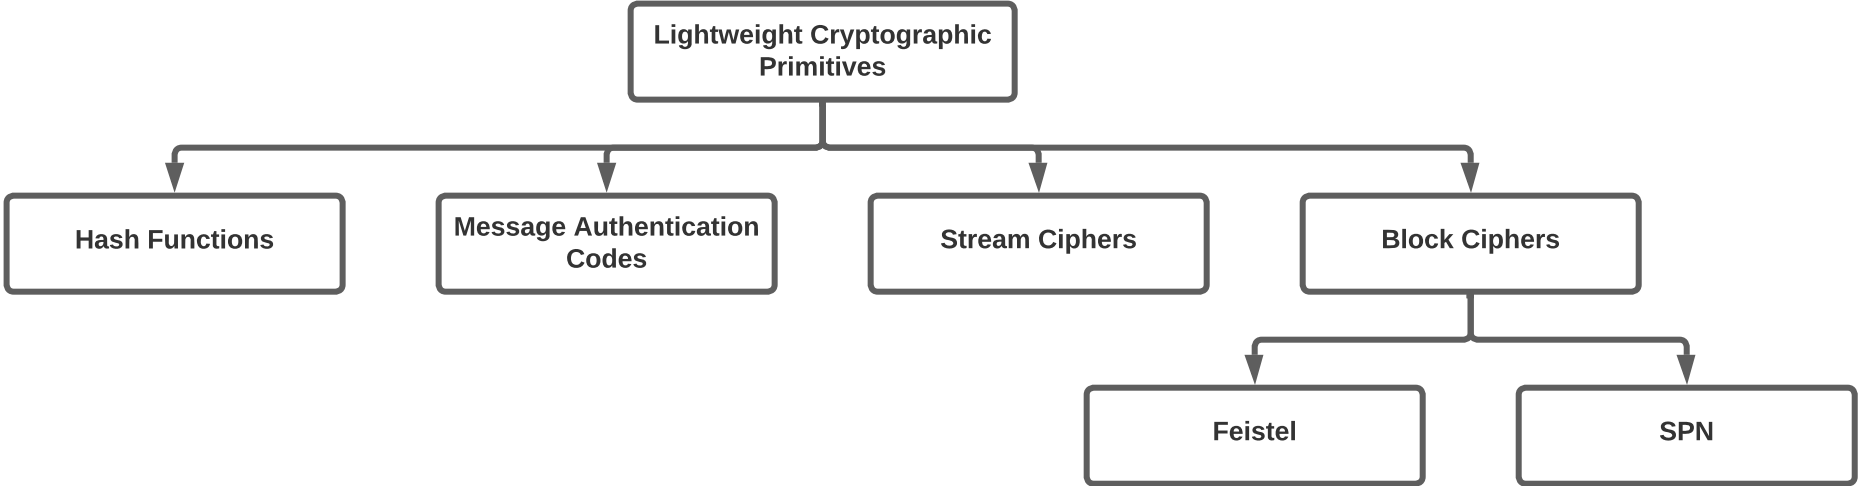 Lightweight Cryptographic
Primitives
Hash Functions
Message Authentication
Codes
Stream Ciphers
Block Ciphers
Feistel
SPN